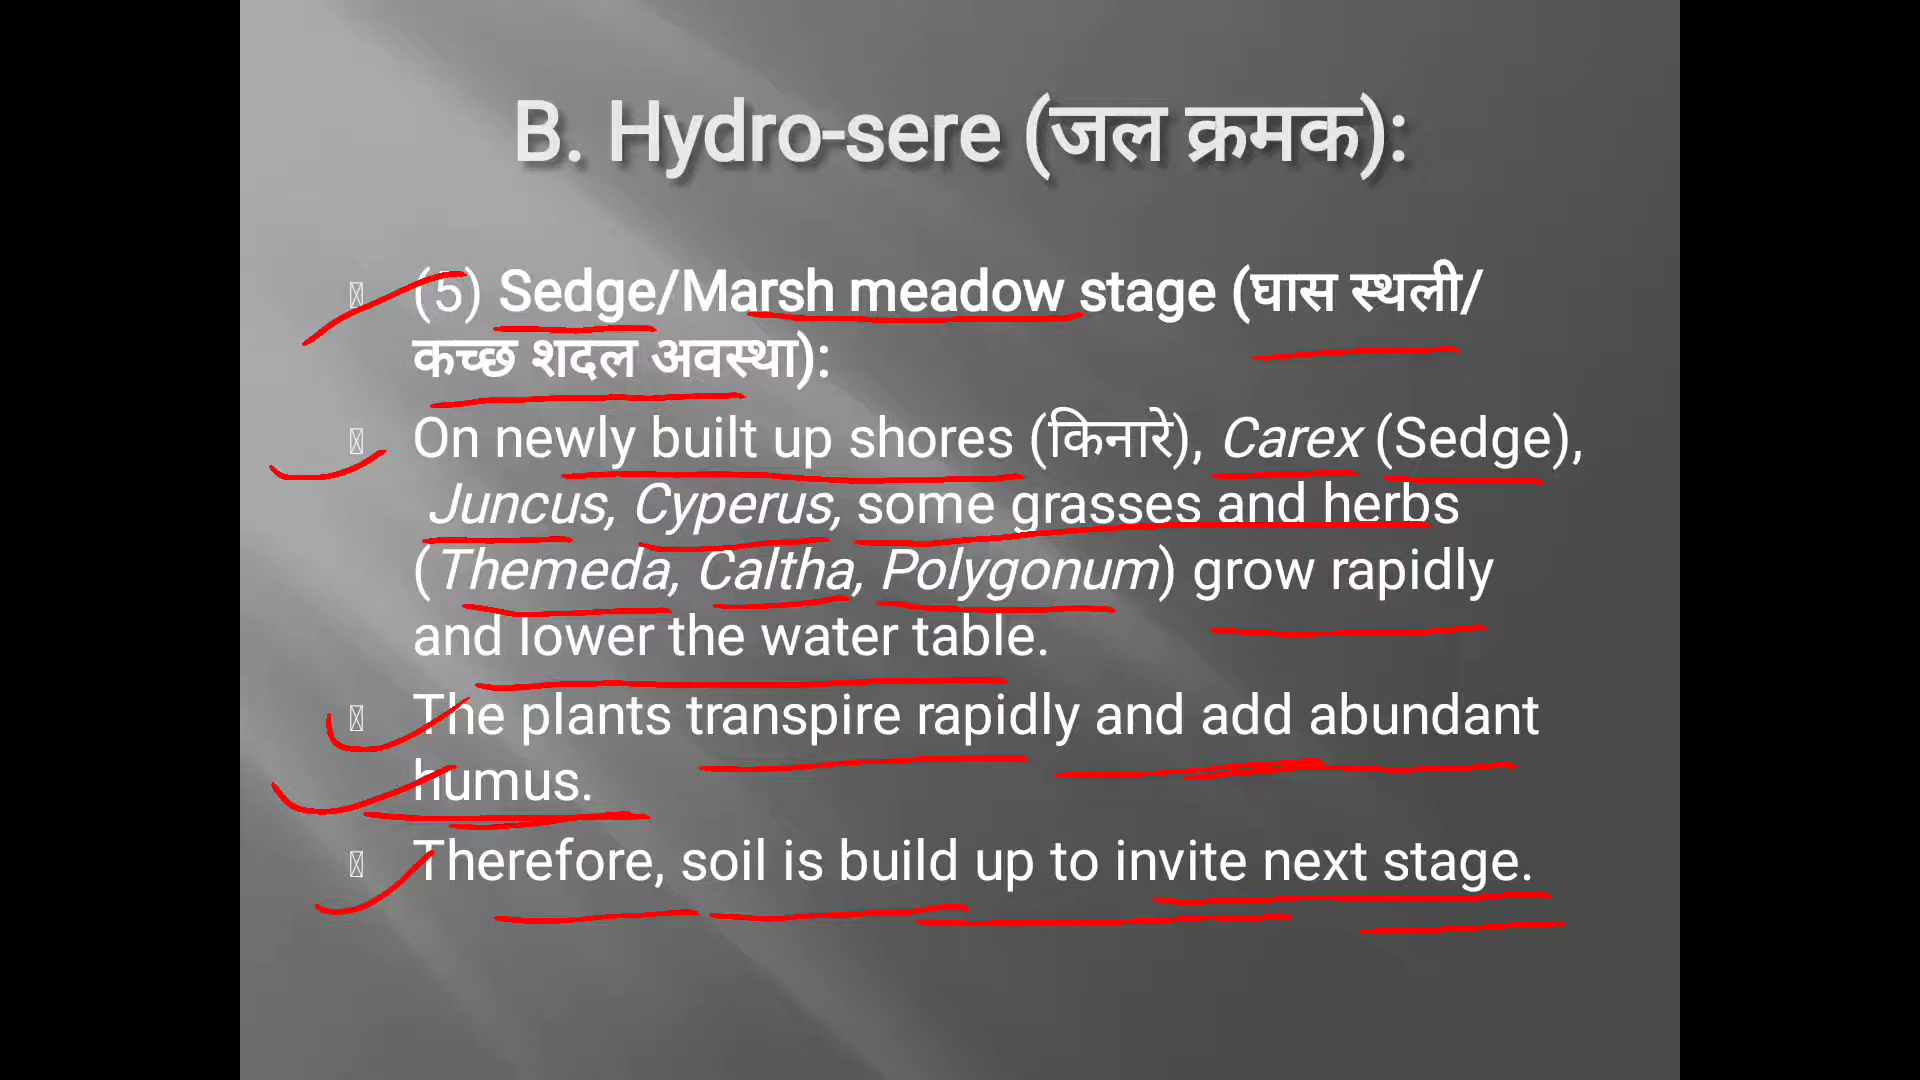 B. Hydro-sere (जल क्रमक):
(5) Sedge/Marsh meadow stage (घास स्थली/
कच्छ शदल अवस्था):
On newly built up shores (किनारे), Carex (Sedge),
Juncus, Cyperus, some grasses and herbs
(Themeda, Caltha, Polygonum) grow rapidly
and lower the water table.
The plants transpire rapidly and add abundant
humus.
Therefore, soil is build up to invite next stage.